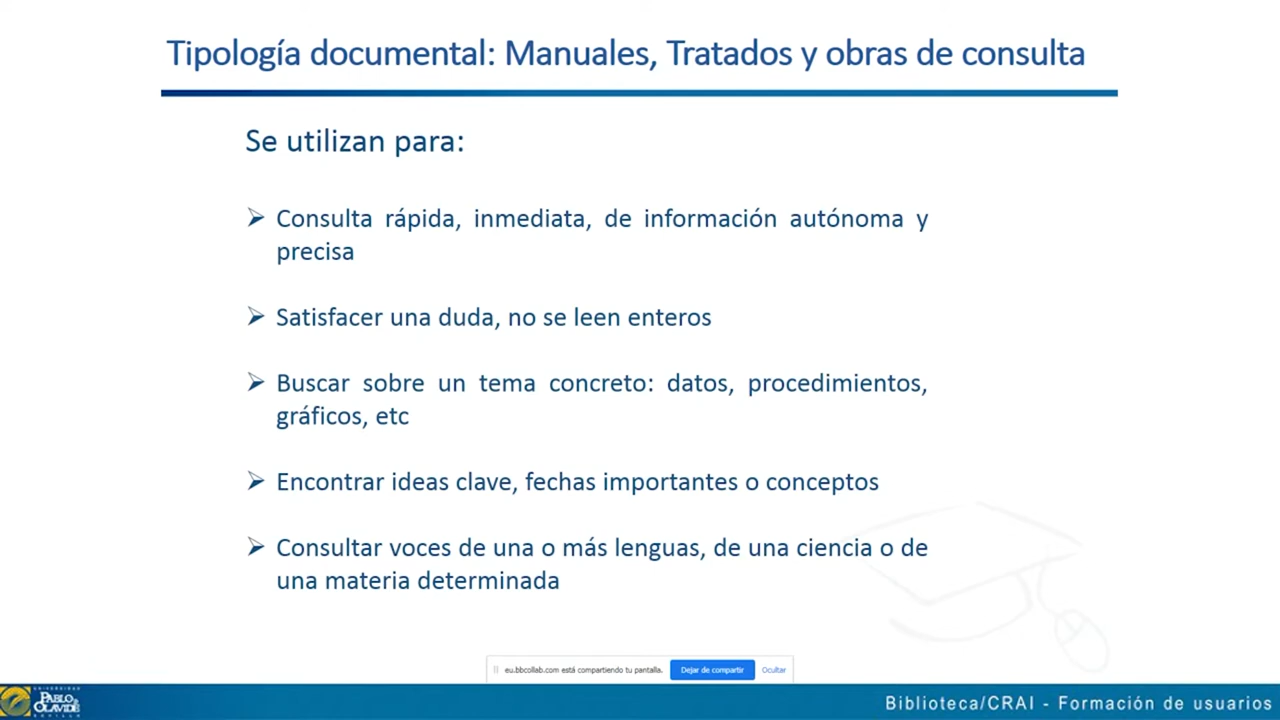 Tipología documental: Manuales, Tratados y obras de consulta
Se utilizan para:
Consulta rápida, inmediata, de información autónoma y
precisa
Satisfacer una duda, no se leen enteros
Buscar sobre un tema concreto: datos, procedimientos,
gráficos, etc
Encontrar ideas clave, fechas importantes o conceptos
Consultar voces de una o más lenguas, de una ciencia o de
una materia determinada
eu.bbcollab.com está compartiendo tu pantalla. Dejar de compartir Ocultar
UNIVERSIDAD
PABLO DE
OLAVIDE
SEVILLA
Biblioteca/CRAI - Formación de usuarios